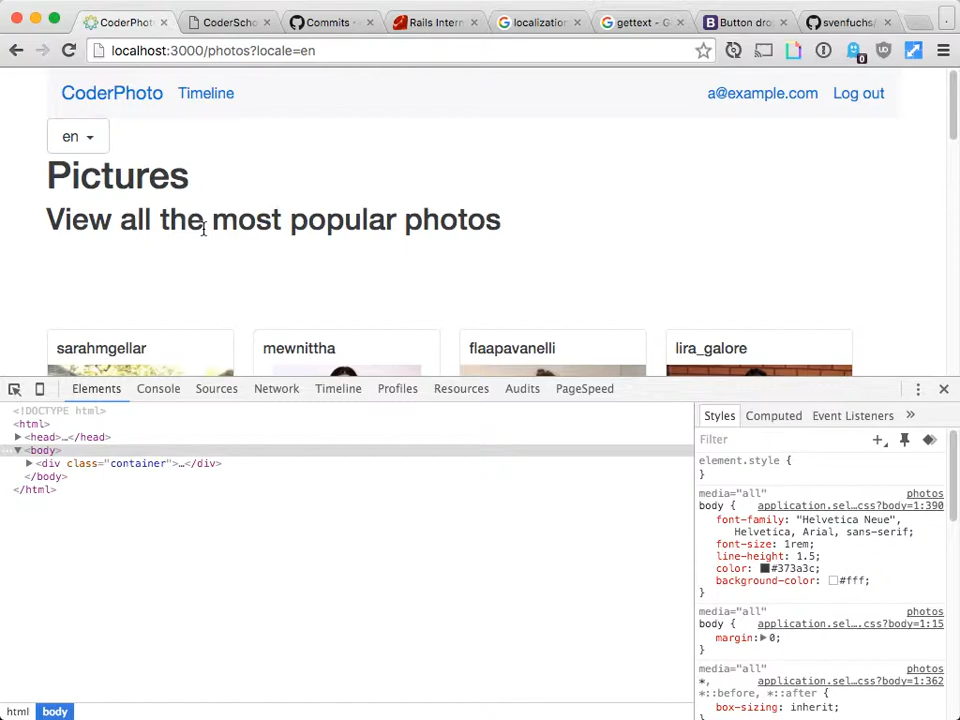 CoderPhot
CoderScho
Commits ·
Rails Intern
localization
gettext - G
Button dro
svenfuchs/
localhost:3000/photos?locale=en
0
CoderPhoto Timeline a@example.com Log out
en
Pictures
View all the most popular photos
sarahmgellar
mewnittha
flaapavanelli
lira_galore
Elements Console Sources Network Timeline Profiles Resources Audits PageSpeed
<!DOCTYPE html>
<html>
<head>…</head>
<body>
<div class="container">…</div>
</body>
</html>
html body
Styles Computed Event Listeners »
Filter
element.style {
}
media="all" photos
body { application.sel….css?body=1:390
font-family: "Helvetica Neue",
Helvetica, Arial, sans-serif;
font-size: 1rem;
line-height: 1.5;
color: #373a3c;
background-color: #fff;
}
media="all" photos
body { application.sel….css?body=1:15
margin: 0;
}
media="all" photos
*, application.sel….css?body=1:362
*::before, *::after {
box-sizing: inherit;